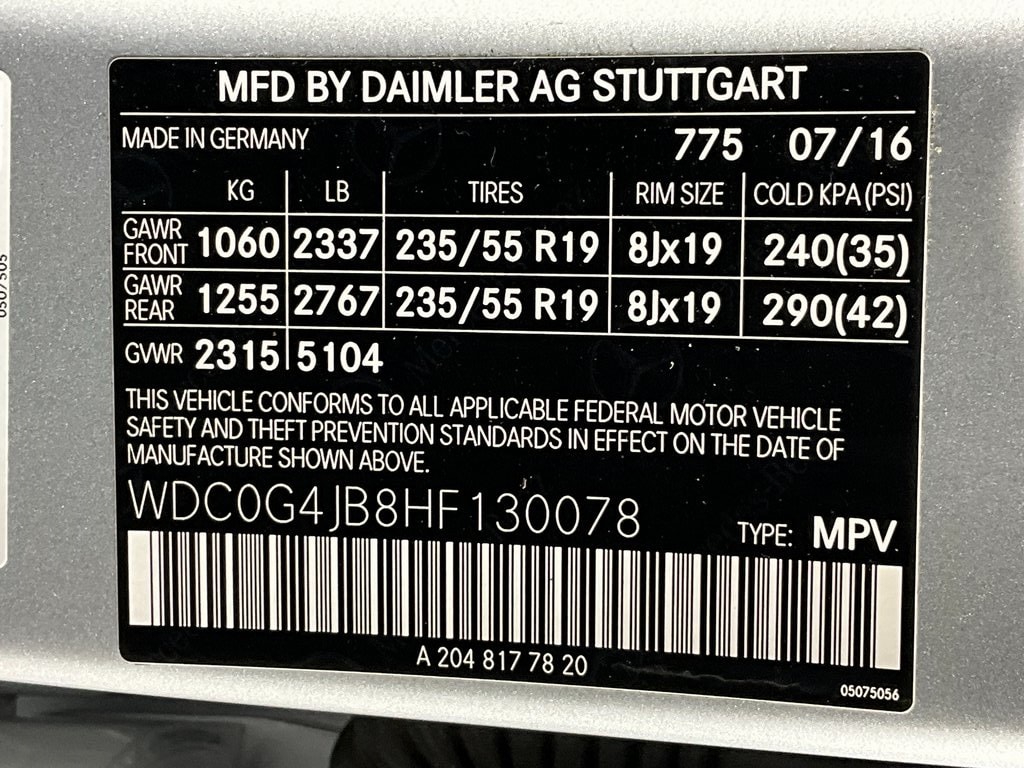 MFD BY DAIMLER AG STUTTGART
MADE IN GERMANY 775 07/16
KG LB TIRES RIM SIZE COLD KPA (PSI)
GAWR FRONT 1060 2337 235/55 R19 8Jx19 240(35)
GAWR REAR 1255 2767 235/55 R19 8Jx19 290(42)
GVWR 2315 5104
THIS VEHICLE CONFORMS TO ALL APPLICABLE FEDERAL MOTOR VEHICLE
SAFETY AND THEFT PREVENTION STANDARDS IN EFFECT ON THE DATE OF
MANUFACTURE SHOWN ABOVE.
WDC0G4JB8HF130078 TYPE: MPV
A 204 817 78 20
05075056